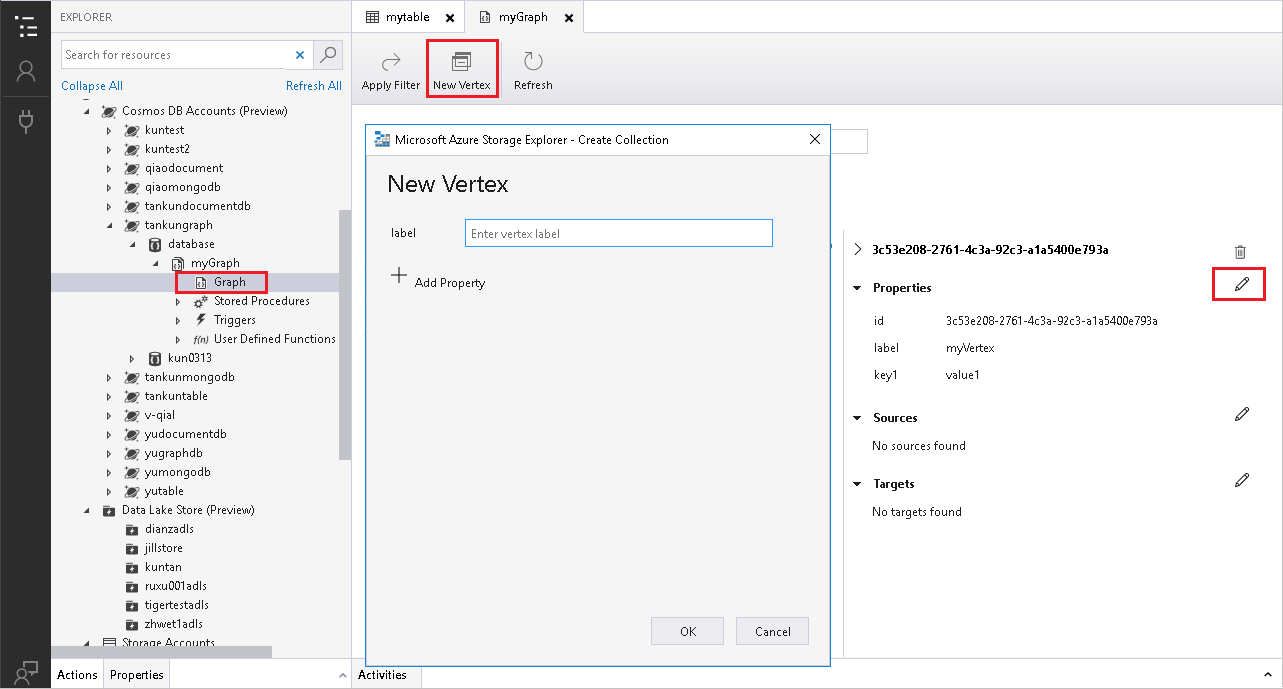 EXPLORER
Search for resources
Collapse All Refresh All
Cosmos DB Accounts (Preview)
kuntest
kuntest2
qiaodocument
qiaomongodb
tankundocumentdb
tankungraph
database
myGraph
Graph
Stored Procedures
Triggers
f(n) User Defined Functions
kun0313
tankunmongodb
tankuntable
v-qial
yudocumentdb
yugraphdb
yumongodb
yutable
Data Lake Store (Preview)
dianzadls
jillstore
kuntan
ruxu001adls
tigertestadls
zhwet1adls
Storage Accounts
Actions Properties
mytable myGraph
Apply Filter New Vertex Refresh
Microsoft Azure Storage Explorer - Create Collection
New Vertex
label Enter vertex label
Add Property
OK Cancel
3c53e208-2761-4c3a-92c3-a1a5400e793a
Properties
id 3c53e208-2761-4c3a-92c3-a1a5400e793a
label myVertex
key1 value1
Sources
No sources found
Targets
No targets found
Activities